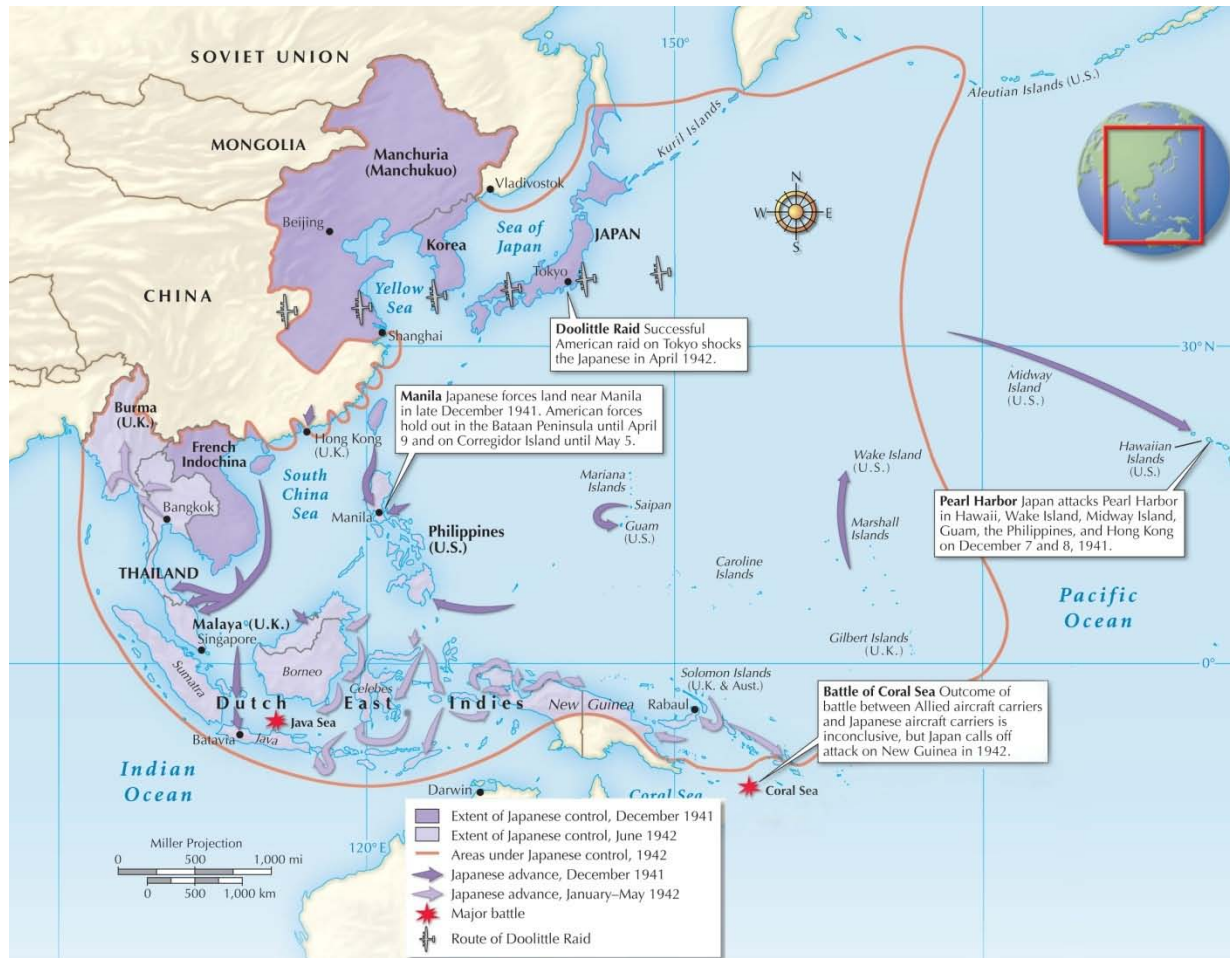 150°
SOVIET UNION
Aleutian Islands (U.S.)
Kuril Islands
MONGOLIA
Manchuria
(Manchukuo)
Vladivostok
N
W
E
S
Beijing
Sea of
Japan
JAPAN
Korea
Tokyo
CHINA
Yellow
Sea
Shanghai
Doolittle Raid Successful
American raid on Tokyo shocks
the Japanese in April 1942.
30°N
Midway
Island
(U.S.)
Manila Japanese forces land near Manila
in late December 1941. American forces
hold out in the Bataan Peninsula until April
9 and on Corregidor Island until May 5.
Burma
(U.K.)
Hong Kong
(U.K.)
French
Indochina
Hawaiian
Islands
(U.S.)
Wake Island
(U.S.)
South
China
Sea
Mariana
Islands
Saipan
Guam
(U.S.)
Bangkok
Manila
Pearl Harbor Japan attacks Pearl Harbor
in Hawaii, Wake Island, Midway Island,
Guam, the Philippines, and Hong Kong
on December 7 and 8, 1941.
Philippines
(U.S.)
Marshall
Islands
THAILAND
Caroline
Islands
Pacific
Ocean
Malaya (U.K.)
Singapore
Gilbert Islands
(U.K.)
0°
Sumatra
Borneo
Celebes
Solomon Islands
(U.K. & Aust.)
Dutch East Indies
New Guinea
Rabaul
Battle of Coral Sea Outcome of
battle between Allied aircraft carriers
and Japanese aircraft carriers is
inconclusive, but Japan calls off
attack on New Guinea in 1942.
Java Sea
Batavia
Java
Indian
Ocean
Darwin
Coral Sea
Coral Sea
120°E
Miller Projection
0 500 1,000 mi
0 500 1,000 km
Extent of Japanese control, December 1941
Extent of Japanese control, June 1942
Areas under Japanese control, 1942
Japanese advance, December 1941
Japanese advance, January–May 1942
Major battle
Route of Doolittle Raid